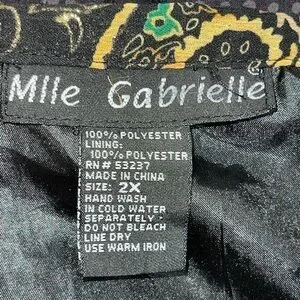 Mlle Gabrielle
100% POLYESTER
LINING:
100% POLYESTER
RN # 53237
MADE IN CHINA
SIZE: 2X
HAND WASH
IN COLD WATER
SEPARATELY -
DO NOT BLEACH
LINE DRY
USE WARM IRON